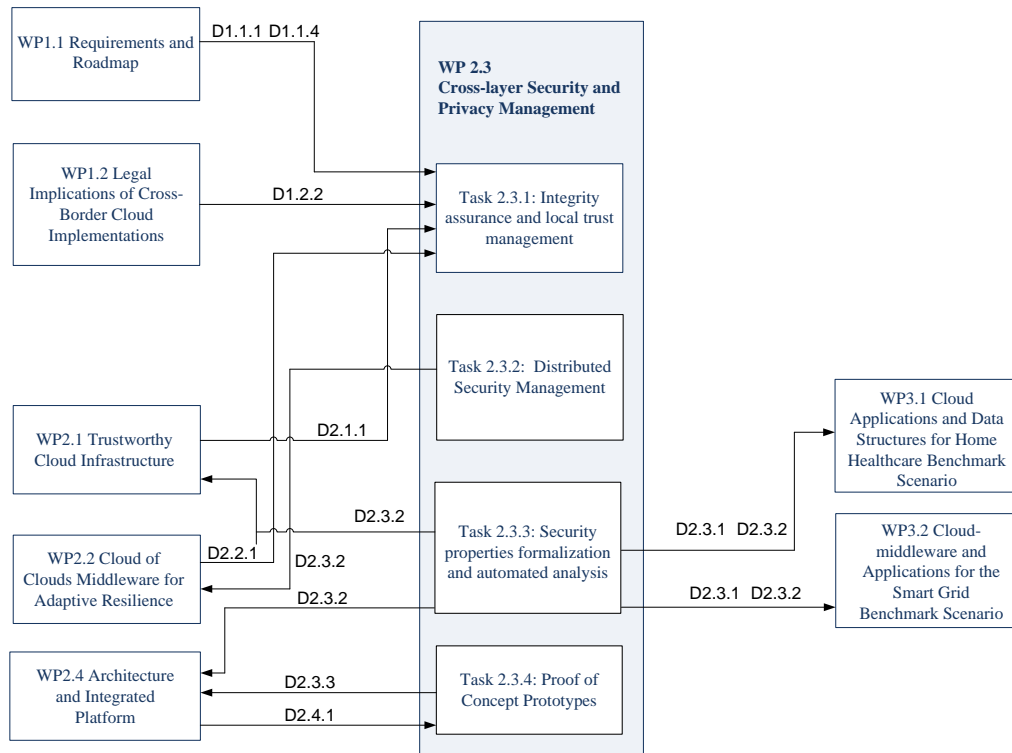 WP1.1 Requirements and
Roadmap
D1.1.1 D1.1.4
WP 2.3
Cross-layer Security and
Privacy Management
WP1.2 Legal
Implications of Cross-
Border Cloud
Implementations
D1.2.2
Task 2.3.1: Integrity
assurance and local trust
management
Task 2.3.2: Distributed
Security Management
WP2.1 Trustworthy
Cloud Infrastructure
D2.1.1
WP3.1 Cloud
Applications and Data
Structures for Home
Healthcare Benchmark
Scenario
D2.3.2
Task 2.3.3: Security
properties formalization
and automated analysis
D2.3.1 D2.3.2
WP2.2 Cloud of
Clouds Middleware for
Adaptive Resilience
D2.2.1
D2.3.2
D2.3.2
D2.3.1 D2.3.2
WP3.2 Cloud-
middleware and
Applications for the
Smart Grid
Benchmark Scenario
WP2.4 Architecture
and Integrated
Platform
D2.3.3
D2.4.1
Task 2.3.4: Proof of
Concept Prototypes